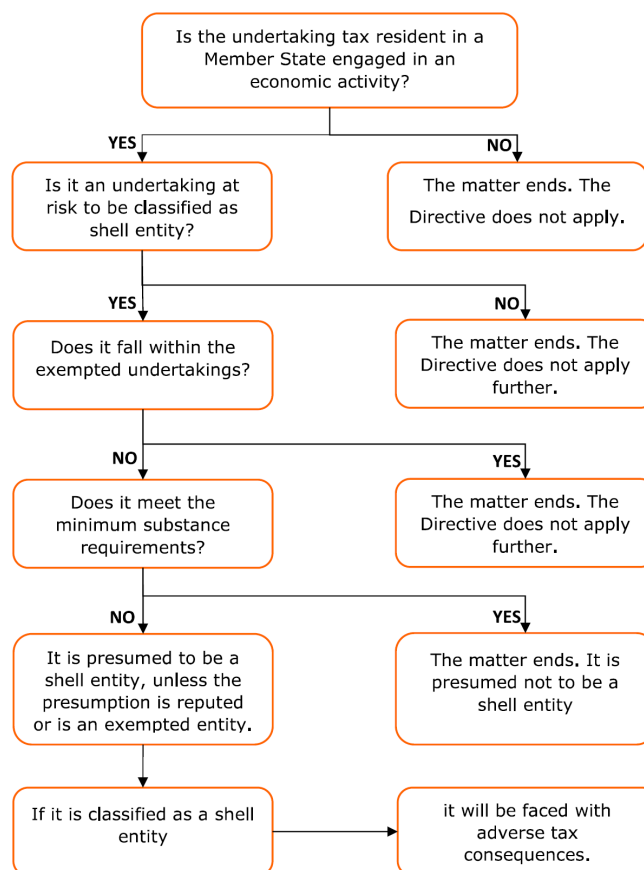 Is the undertaking tax resident in a
Member State engaged in an
economic activity?
YES
NO
Is it an undertaking at
risk to be classified as
shell entity?
The matter ends. The
Directive does not apply.
YES
NO
Does it fall within the
exempted undertakings?
The matter ends. The
Directive does not apply
further.
NO
YES
Does it meet the
minimum substance
requirements?
The matter ends. The
Directive does not apply
further.
NO
YES
It is presumed to be a
shell entity, unless the
presumption is reputed
or is an exempted entity.
The matter ends. It is
presumed not to be a
shell entity
If it is classified as a shell
entity
it will be faced with
adverse tax
consequences.